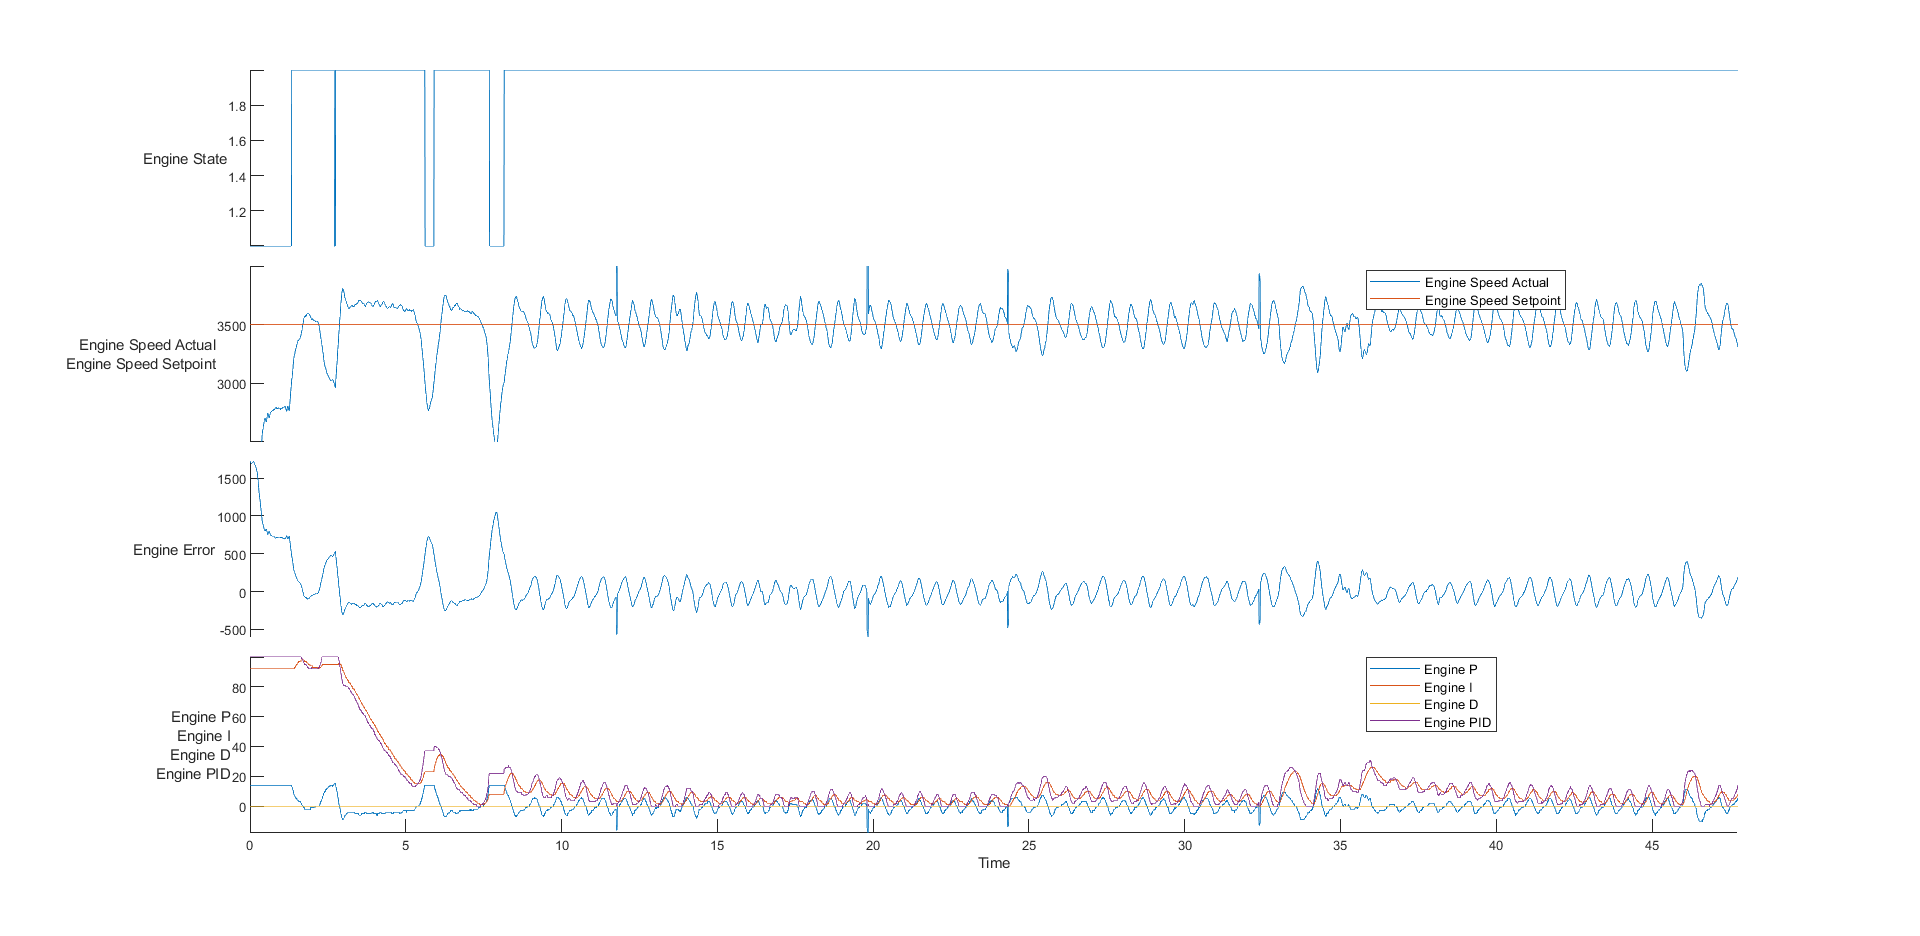 1.8
1.6
Engine State
1.4
1.2
Engine Speed Actual
Engine Speed Setpoint
3500
Engine Speed Actual
Engine Speed Setpoint
3000
1500
1000
Engine Error
500
0
-500
Engine P
Engine I
Engine D
Engine PID
80
Engine P
60
Engine I
Engine D
40
Engine PID
20
0
0 5 10 15 20 25 30 35 40 45
Time